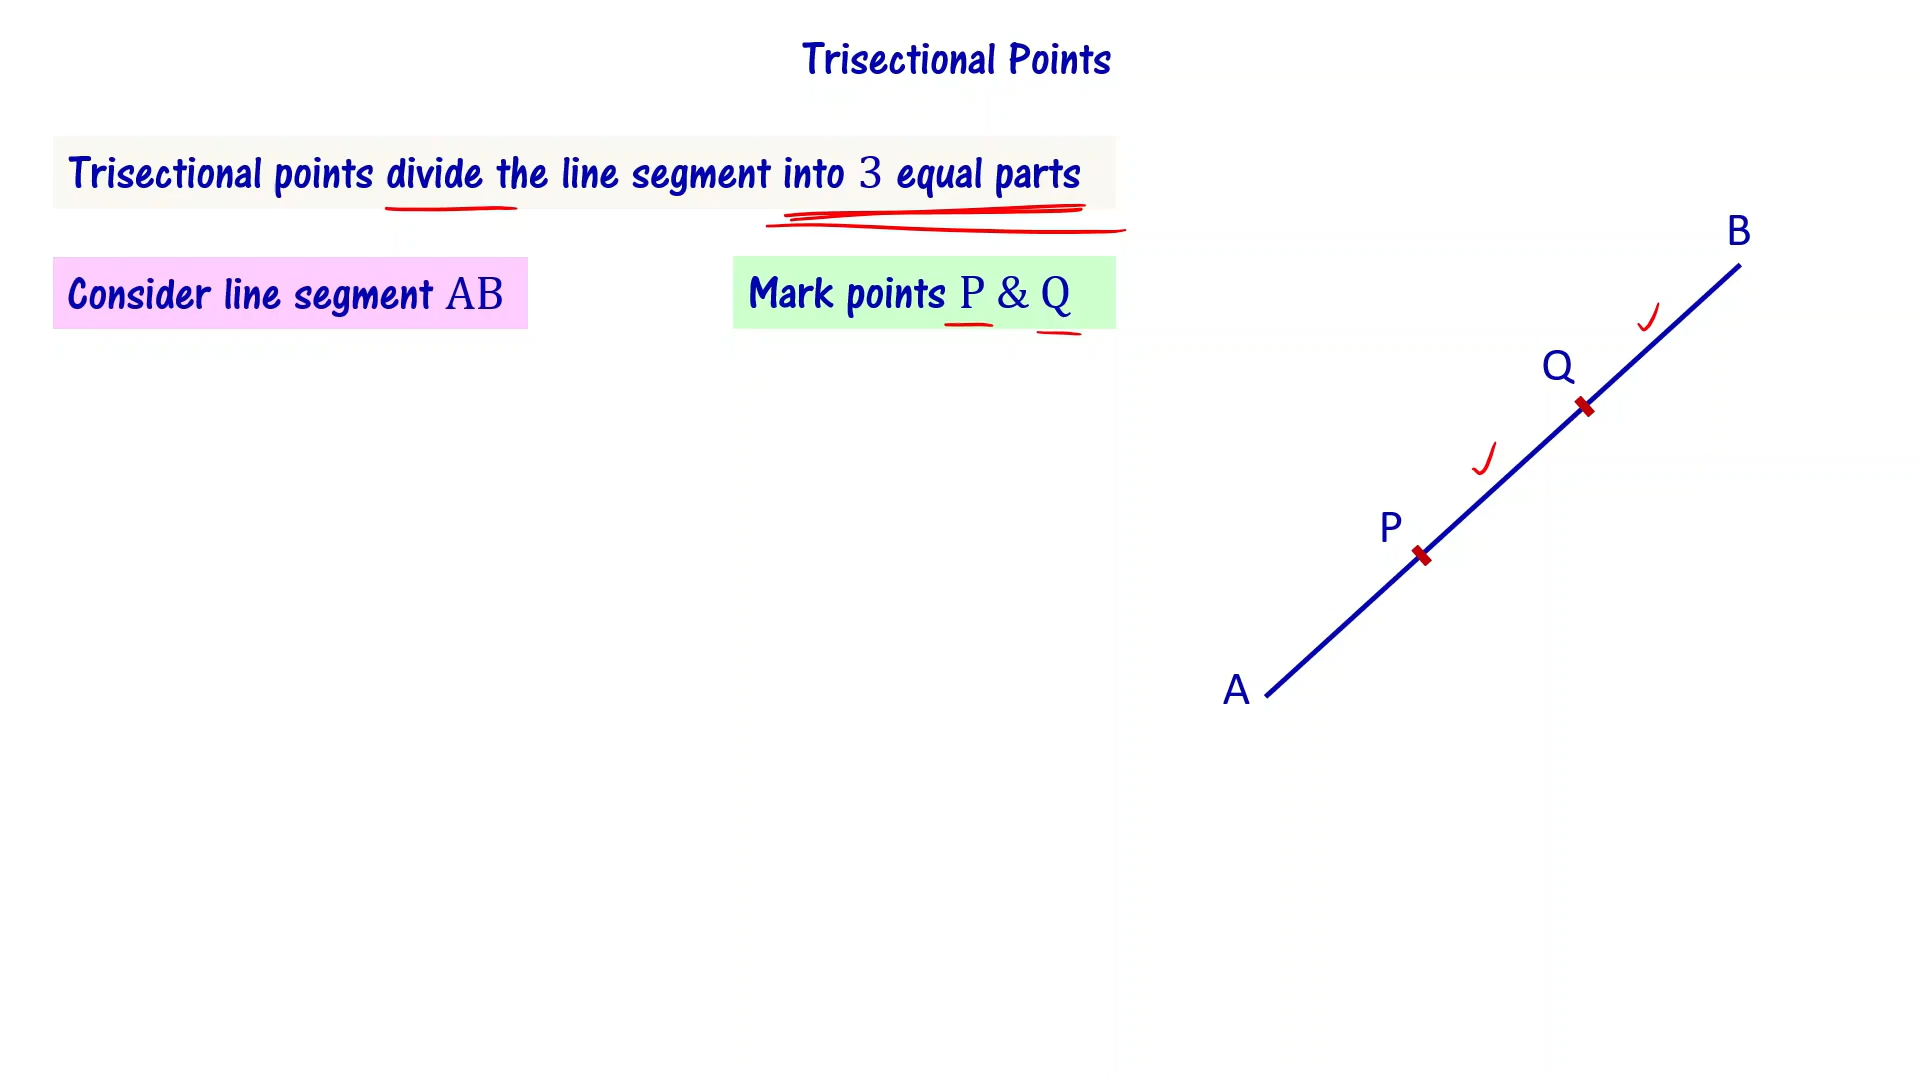 Trisectional Points
Trisectional points divide the line segment into 3 equal parts
Consider line segment AB
Mark points P & Q
B
Q
P
A